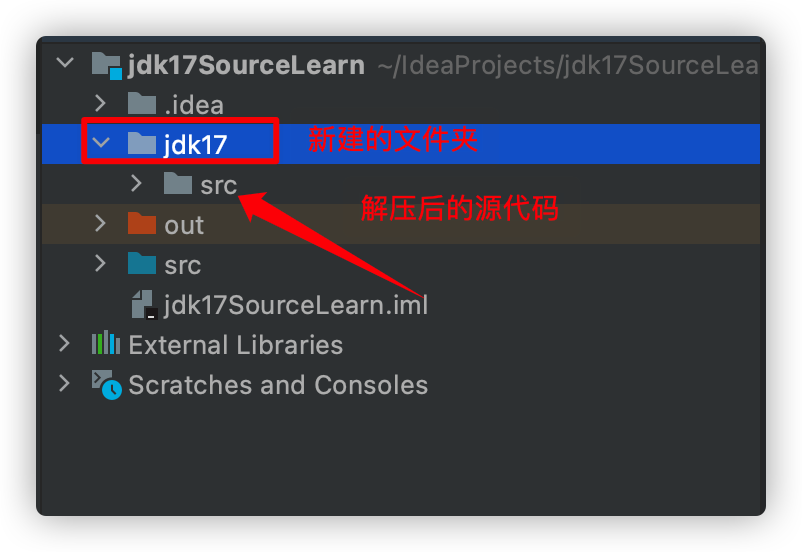 jdk17SourceLearn ~/IdeaProjects/jdk17SourceLea
.idea
jdk17 新建的文件夹
src
解压后的源代码
out
src
jdk17SourceLearn.iml
External Libraries
Scratches and Consoles